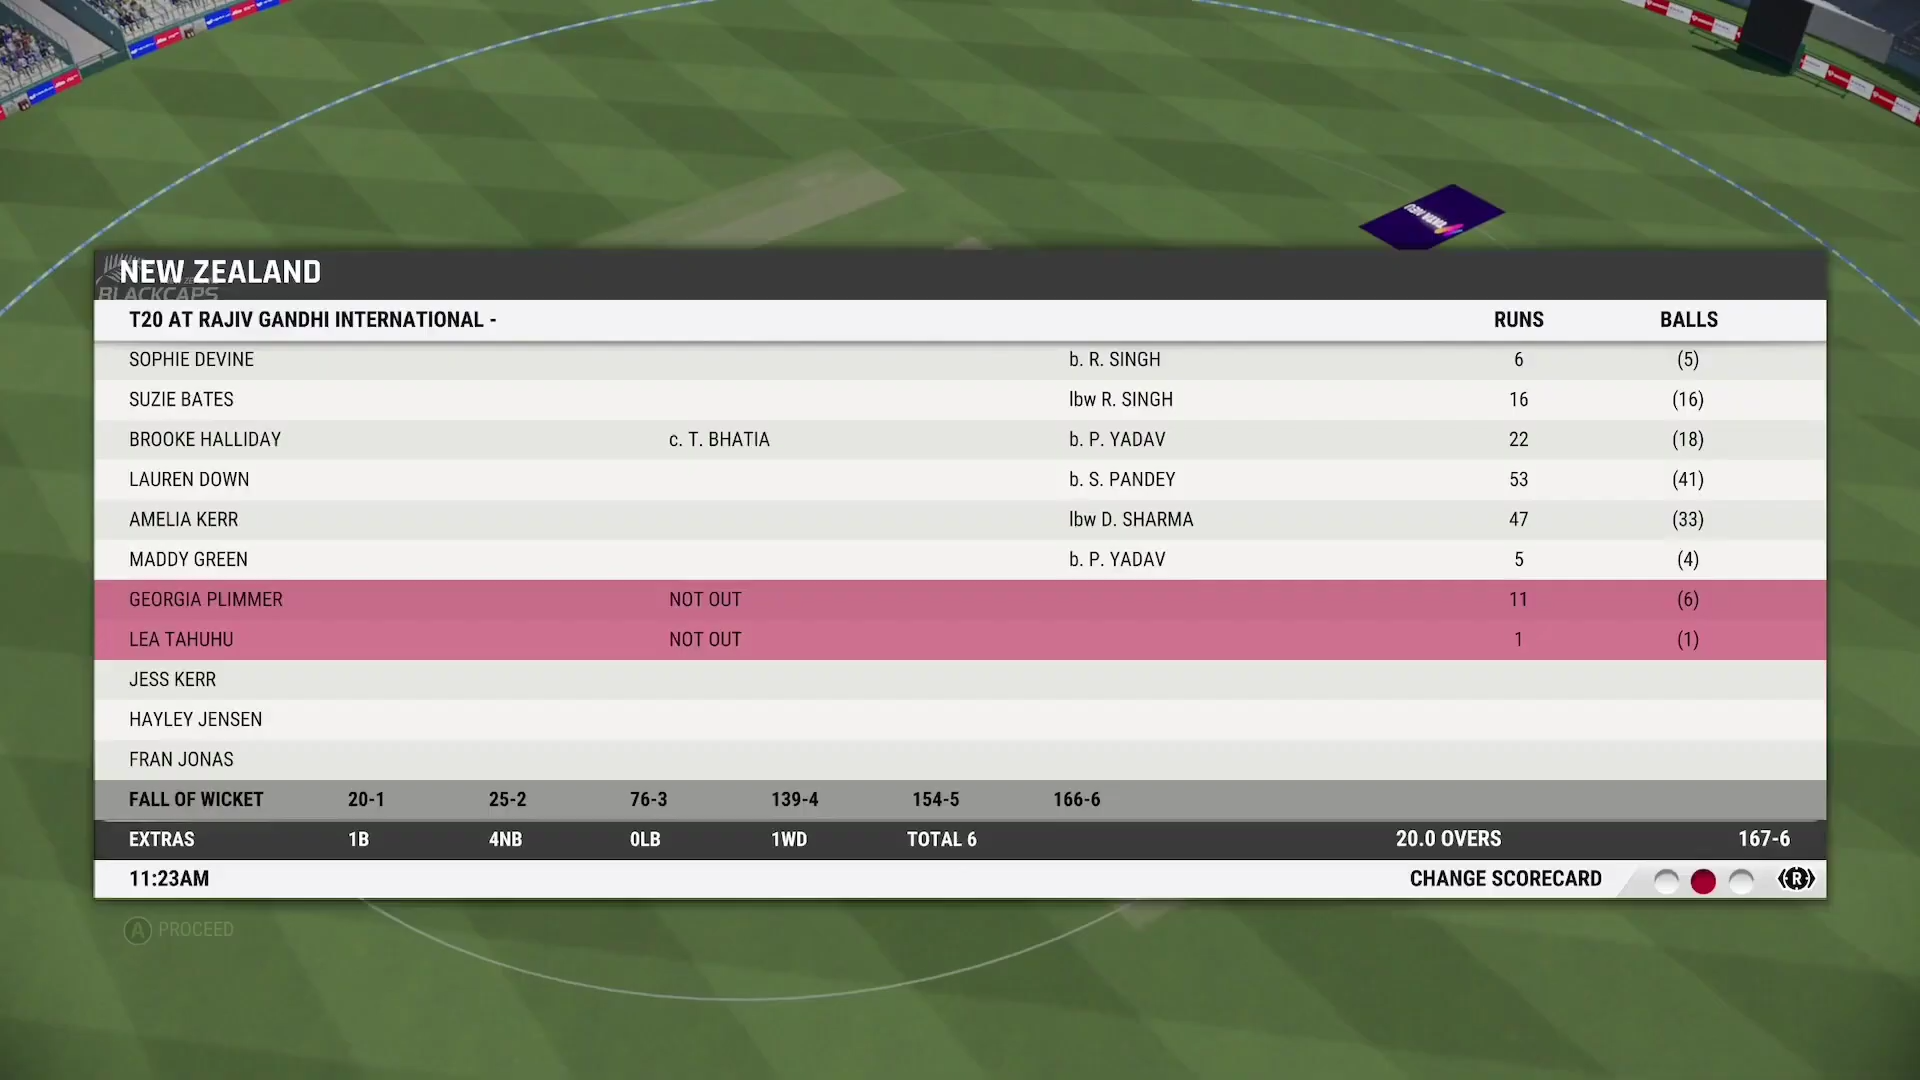 NEW ZEALAND
BLACKCAPS
T20 AT RAJIV GANDHI INTERNATIONAL - RUNS BALLS
SOPHIE DEVINE b. R. SINGH 6 (5)
SUZIE BATES lbw R. SINGH 16 (16)
BROOKE HALLIDAY c. T. BHATIA b. P. YADAV 22 (18)
LAUREN DOWN b. S. PANDEY 53 (41)
AMELIA KERR lbw D. SHARMA 47 (33)
MADDY GREEN b. P. YADAV 5 (4)
GEORGIA PLIMMER NOT OUT 11 (6)
LEA TAHUHU NOT OUT 1 (1)
JESS KERR
HAYLEY JENSEN
FRAN JONAS
FALL OF WICKET 20-1 25-2 76-3 139-4 154-5 166-6
EXTRAS 1B 4NB 0LB 1WD TOTAL 6 20.0 OVERS 167-6
11:23AM CHANGE SCORECARD R
A PROCEED